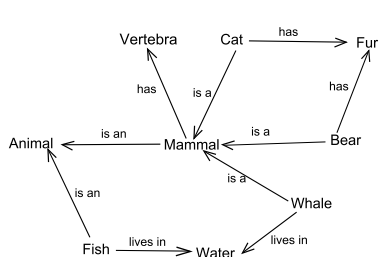 Vertebra
Cat
has
Fur
has
is a
has
Animal
is an
Mammal
is a
Bear
is a
is an
Whale
Fish
lives in
Water
lives in